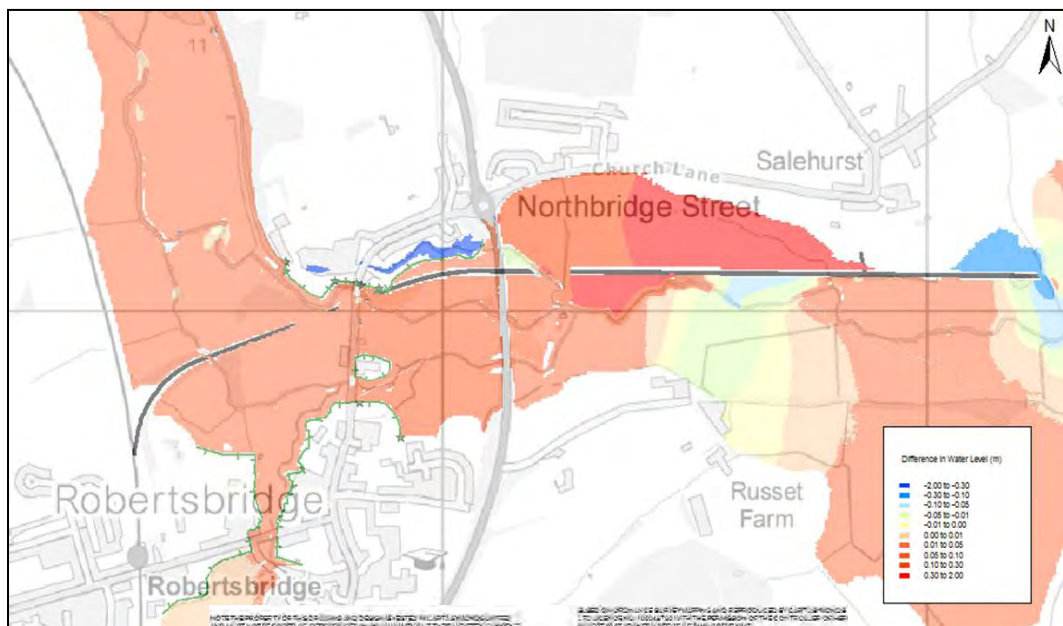 N
11
Church Lane
Salehurst
Northbridge Street
Robertsbridge
Russet
Farm
Robertsbridge
Difference in Water Level (m)
-2.00 to -0.30
-0.30 to -0.10
-0.10 to -0.05
-0.05 to -0.01
-0.01 to 0.00
0.00 to 0.01
0.01 to 0.05
0.05 to 0.10
0.10 to 0.30
0.30 to 2.00